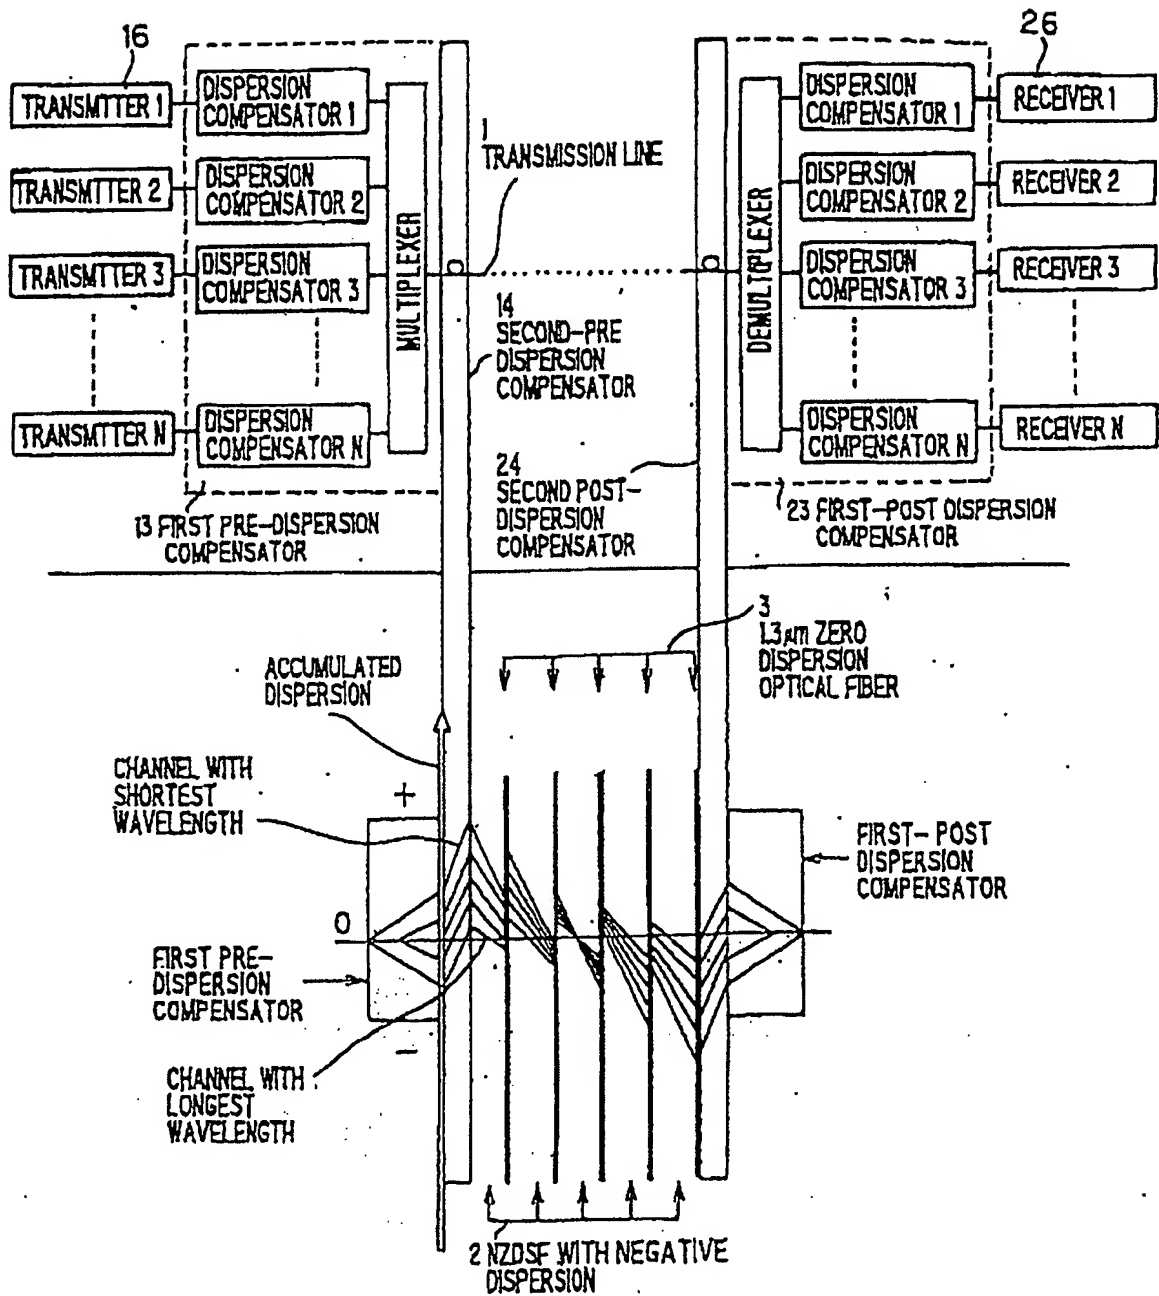 16
26
TRANSMTTER 1
DISPERSION
COMPENSATOR 1
DISPERSION
COMPENSATOR 1
RECEIVER 1
1
TRANSMISSION LINE
TRANSMTTER 2
DISPERSION
COMPENSATOR 2
DISPERSION
COMPENSATOR 2
RECEIVER 2
TRANSMTTER 3
DISPERSION
COMPENSATOR 3
MULTIPLEXER
DEMULTIPLEXER
DISPERSION
COMPENSATOR 3
RECEIVER 3
14
SECOND-PRE
DISPERSION
COMPENSATOR
TRANSMTTER N
DISPERSION
COMPENSATOR N
DISPERSION
COMPENSATOR N
RECEIVER N
24
SECOND POST-
DISPERSION
COMPENSATOR
13 FIRST PRE-DISPERSION
COMPENSATOR
23 FIRST-POST DISPERSION
COMPENSATOR
3
1.3μm ZERO
DISPERSION
OPTICAL FIBER
ACCUMULATED
DISPERSION
CHANNEL WITH
SHORTEST
WAVELENGTH
+
FIRST-POST
DISPERSION
COMPENSATOR
0
FIRST PRE-
DISPERSION
COMPENSATOR
-
CHANNEL WITH
LONGEST
WAVELENGTH
2 NZDSF WITH NEGATIVE
DISPERSION